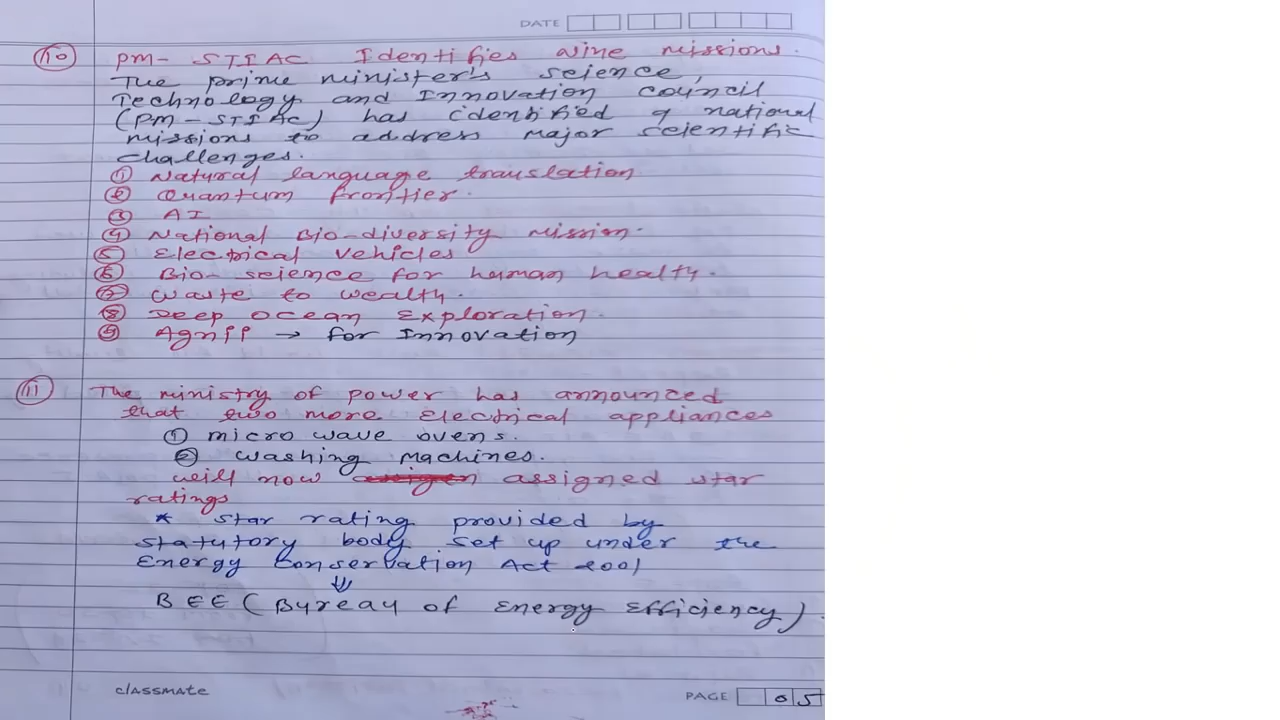 DATE
10 PM- STIAC Identifies Nine missions.
The prime minister's science,
Technology and Innovation council
(PM-STIAC) has identified 9 national
missions to address major scientific
challenges.
① Natural language translation
② Quantum frontier.
③ AI
④ National Bio-diversity mission.
⑤ Electrical vehicles
⑥ Bio- science for human health.
⑦ Waste to wealth.
⑧ Deep ocean Exploration.
⑨ Agnii → for Innovation
11 The ministry of power has announced
that two more Electrical appliances
① micro wave ovens.
② washing machines.
will now assigned star
ratings
* star rating provided by
statutory body set up under the
Energy Conservation Act 2001
⇓
BEE (Bureau of Energy Efficiency).
classmate
PAGE 05